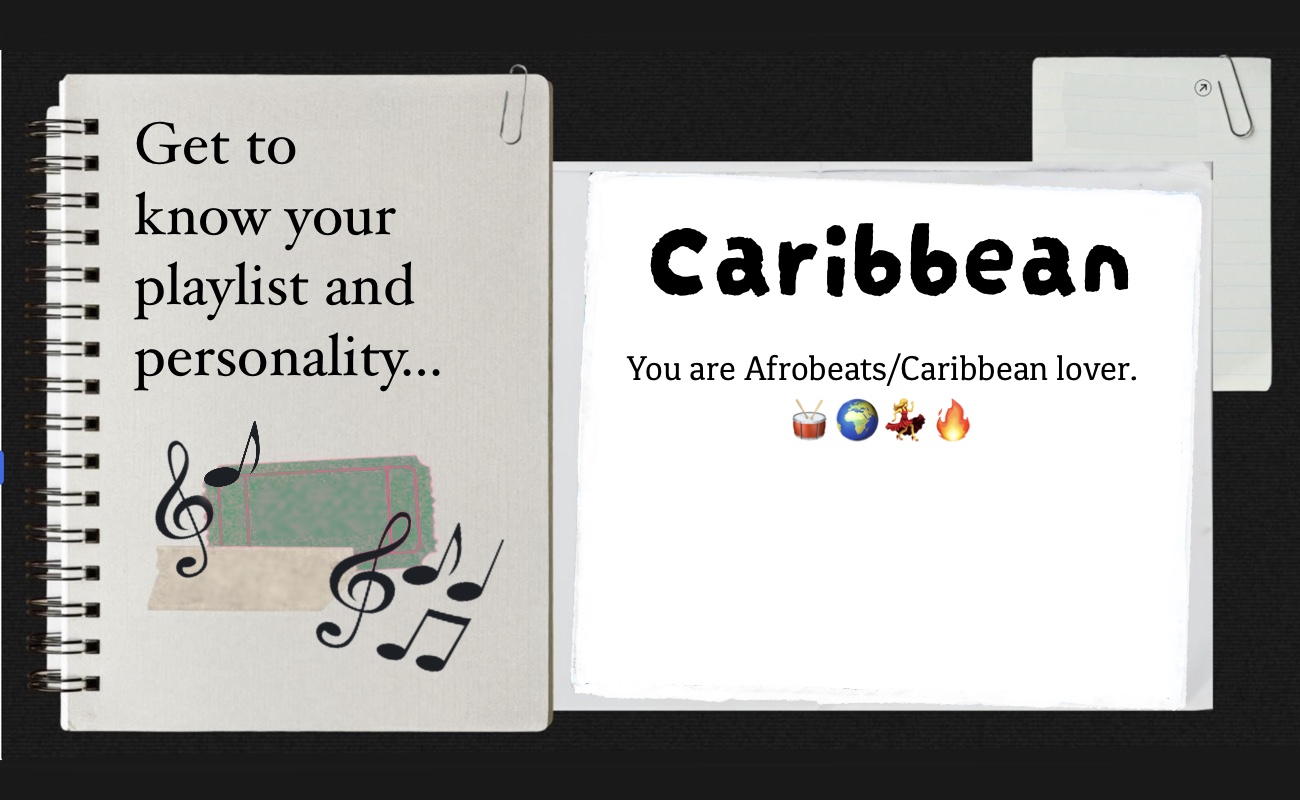 Get to
know your
playlist and
personality...
Caribbean
You are Afrobeats/Caribbean lover.
🥁🌍💃🔥